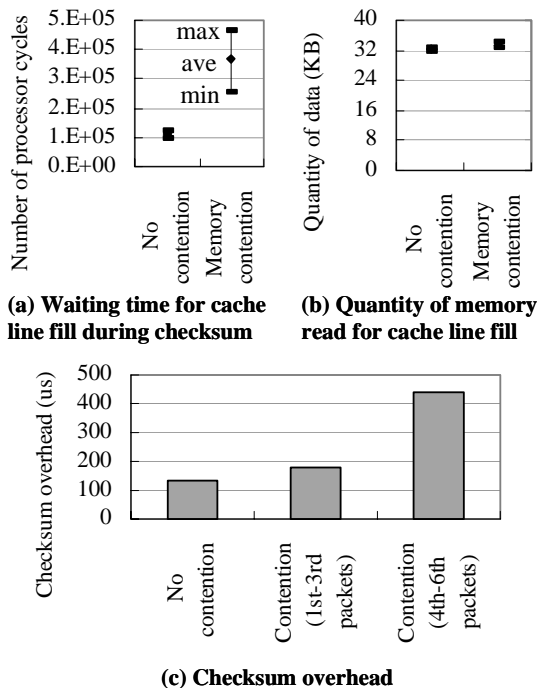 Number of processor cycles
5.E+05
4.E+05
3.E+05
2.E+05
1.E+05
0.E+00
max
ave
min
No
contention
Memory
contention
(a) Waiting time for cache
line fill during checksum
Quantity of data (KB)
40
32
24
16
8
0
No
contention
Memory
contention
(b) Quantity of memory
read for cache line fill
Checksum overhead (us)
500
400
300
200
100
0
No
contention
Contention
(1st-3rd
packets)
Contention
(4th-6th
packets)
(c) Checksum overhead